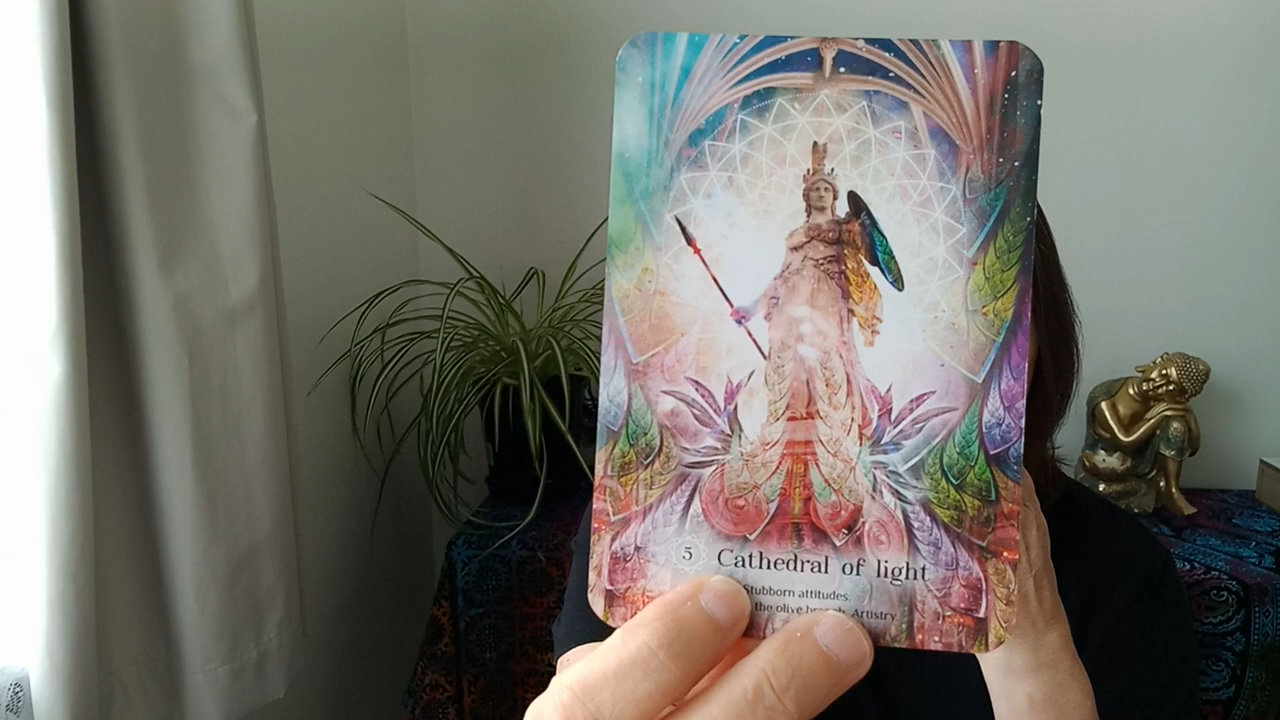 5 Cathedral of light
Stubborn attitudes.
the olive branch. Artistry